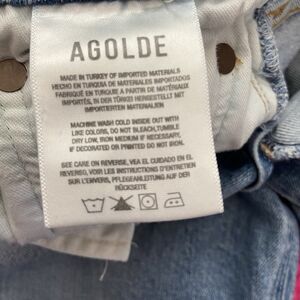 AGOLDE
MADE IN TURKEY OF IMPORTED MATERIALS
HECHO EN TURQUIA DE MATERIALES IMPORTADOS
FABRIQUÉ EN TURQUIE A PARTIR DE MATÉRIAUX
IMPORTÉS, IN DER TÜRKEI HERGESTELLT MIT
IMPORTIERTEN MATERIALIEN
MACHINE WASH COLD INSIDE OUT WITH
LIKE COLORS, DO NOT BLEACH,TUMBLE
DRY LOW, IRON MEDIUM IF NECESSARY.
IF DECORATED OR PRINTED DO NOT IRON.
SEE CARE ON REVERSE, VEA EL CUIDADO EN EL
REVERSO, VOIR LES INSTRUCTIONS D'ENTRETIEN
SUR L'ENVERS, PFLEGEANLEITUNG AUF DER
RÜCKSEITE